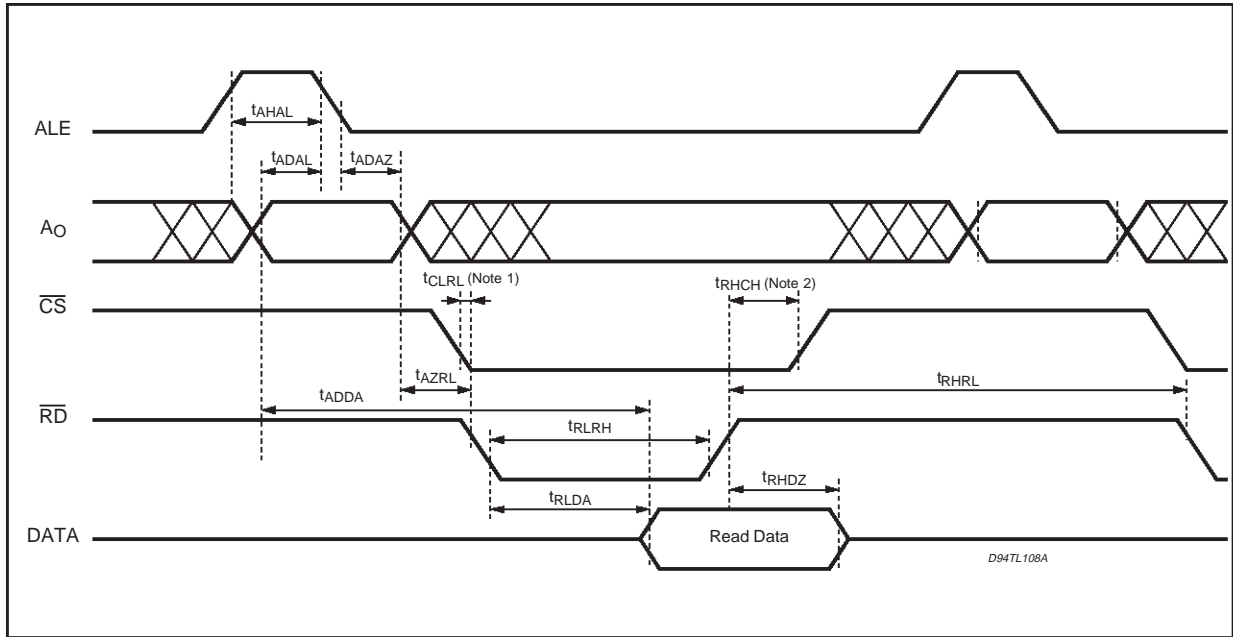 ALE
tAHAL
tADAL
tADAZ
AO
tCLRL (Note 1)
tRHCH (Note 2)
CS
tAZRL
tRHRL
tADDA
RD
tRLRH
tRHDZ
tRLDA
DATA
Read Data
D94TL108A